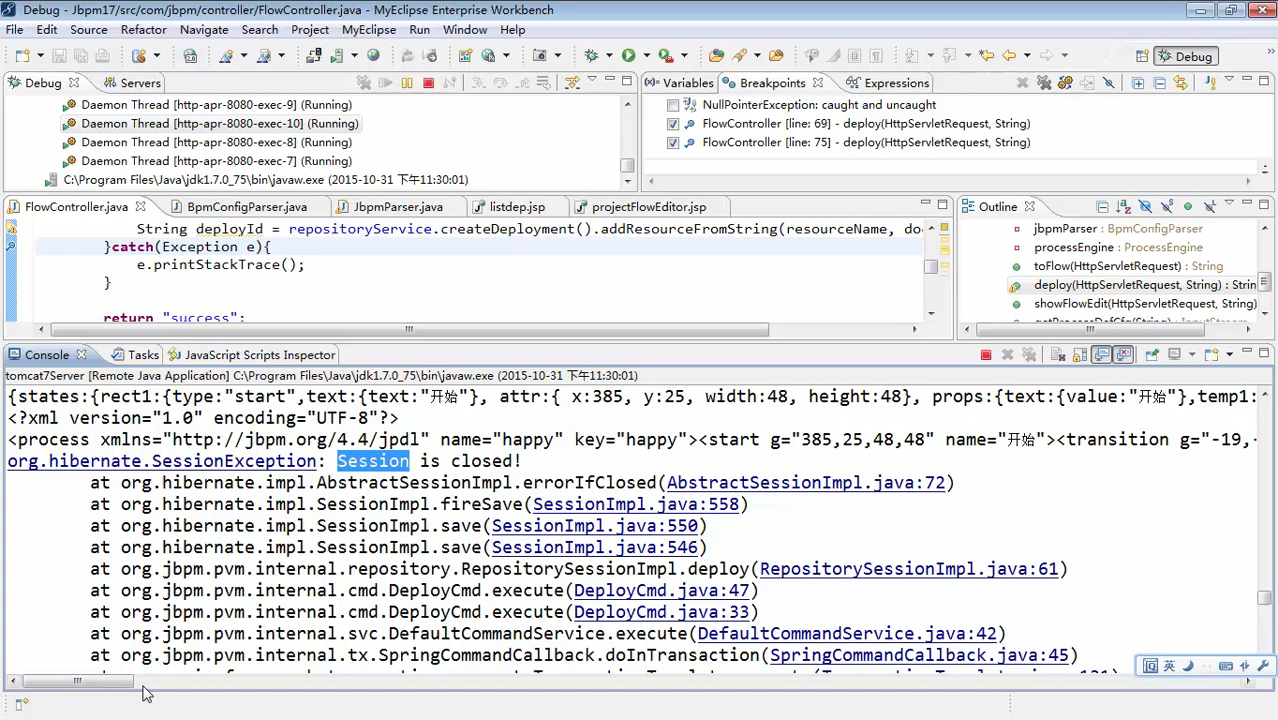 Debug - Jbpm17/src/com/jbpm/controller/FlowController.java - MyEclipse Enterprise Workbench
File Edit Source Refactor Navigate Search Project MyEclipse Run Window Help
Debug
Debug Servers
Daemon Thread [http-apr-8080-exec-9] (Running)
Daemon Thread [http-apr-8080-exec-10] (Running)
Daemon Thread [http-apr-8080-exec-8] (Running)
Daemon Thread [http-apr-8080-exec-7] (Running)
C:\Program Files\Java\jdk1.7.0_75\bin\javaw.exe (2015-10-31 下午11:30:01)
Variables Breakpoints Expressions
NullPointerException: caught and uncaught
FlowController [line: 69] - deploy(HttpServletRequest, String)
FlowController [line: 75] - deploy(HttpServletRequest, String)
FlowController.java BpmConfigParser.java JbpmParser.java listdep.jsp projectFlowEditor.jsp
String deployId = repositoryService.createDeployment().addResourceFromString(resourceName, do
}catch(Exception e){
e.printStackTrace();
}
return "success";
Outline
jbpmParser : BpmConfigParser
processEngine : ProcessEngine
toFlow(HttpServletRequest) : String
deploy(HttpServletRequest, String) : Strin
showFlowEdit(HttpServletRequest, String)
getProcessDefCfg(String) : InputStream
Console Tasks JavaScript Scripts Inspector
tomcat7Server [Remote Java Application] C:\Program Files\Java\jdk1.7.0_75\bin\javaw.exe (2015-10-31 下午11:30:01)
{states:{rect1:{type:"start",text:{text:"开始"}, attr:{ x:385, y:25, width:48, height:48}, props:{text:{value:"开始"},temp1:
<?xml version="1.0" encoding="UTF-8"?>
<process xmlns="http://jbpm.org/4.4/jpdl" name="happy" key="happy"><start g="385,25,48,48" name="开始"><transition g="-19,-
org.hibernate.SessionException: Session is closed!
at org.hibernate.impl.AbstractSessionImpl.errorIfClosed(AbstractSessionImpl.java:72)
at org.hibernate.impl.SessionImpl.fireSave(SessionImpl.java:558)
at org.hibernate.impl.SessionImpl.save(SessionImpl.java:550)
at org.hibernate.impl.SessionImpl.save(SessionImpl.java:546)
at org.jbpm.pvm.internal.repository.RepositorySessionImpl.deploy(RepositorySessionImpl.java:61)
at org.jbpm.pvm.internal.cmd.DeployCmd.execute(DeployCmd.java:47)
at org.jbpm.pvm.internal.cmd.DeployCmd.execute(DeployCmd.java:33)
at org.jbpm.pvm.internal.svc.DefaultCommandService.execute(DefaultCommandService.java:42)
at org.jbpm.pvm.internal.tx.SpringCommandCallback.doInTransaction(SpringCommandCallback.java:45)
英